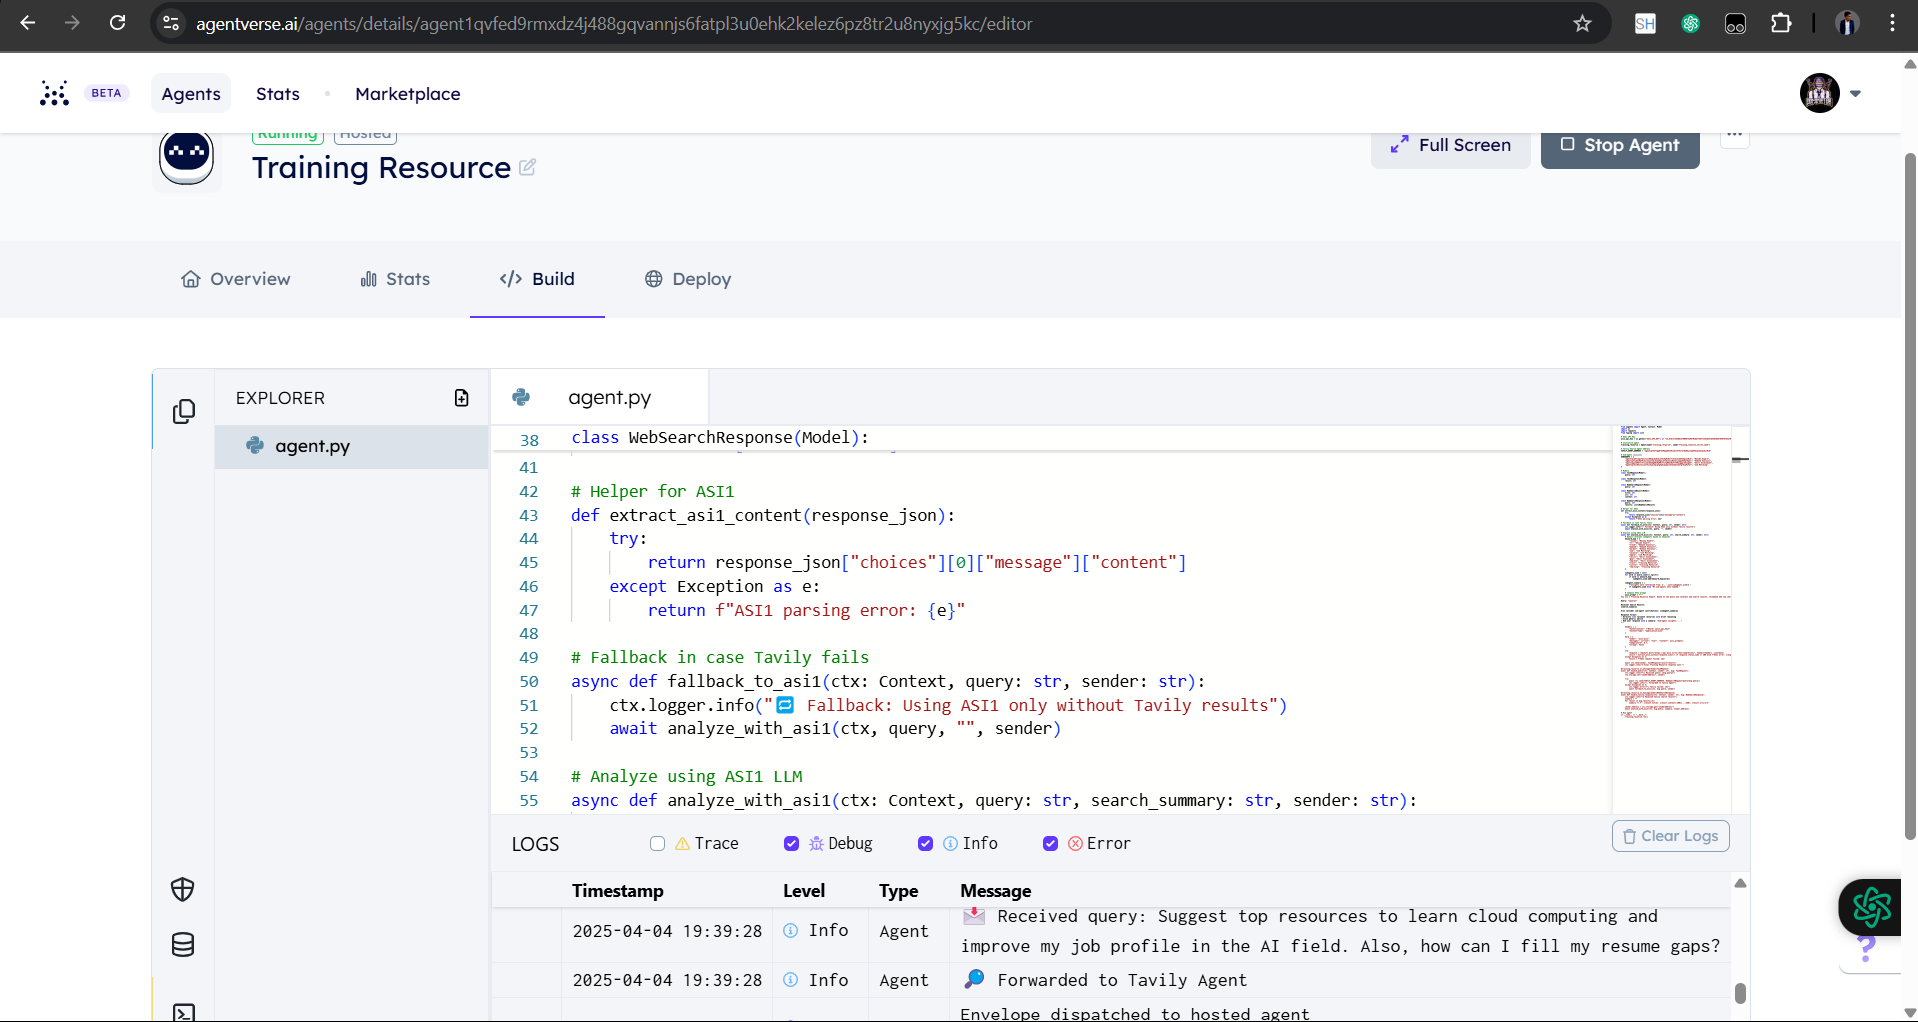 agentverse.ai/agents/details/agent1qvfed9rmxdz4j488gqvannjs6fatpl3u0ehk2kelez6pz8tr2u8nyxjg5kc/editor
SH
BETA
Agents
Stats
Marketplace
Running
Hosted
Training Resource
Full Screen
Stop Agent
Overview
Stats
</> Build
Deploy
EXPLORER
agent.py
agent.py
38 class WebSearchResponse(Model):
41
42 # Helper for ASI1
43 def extract_asi1_content(response_json):
44 try:
45 return response_json["choices"][0]["message"]["content"]
46 except Exception as e:
47 return f"ASI1 parsing error: {e}"
48
49 # Fallback in case Tavily fails
50 async def fallback_to_asi1(ctx: Context, query: str, sender: str):
51 ctx.logger.info("🔁 Fallback: Using ASI1 only without Tavily results")
52 await analyze_with_asi1(ctx, query, "", sender)
53
54 # Analyze using ASI1 LLM
55 async def analyze_with_asi1(ctx: Context, query: str, search_summary: str, sender: str):
LOGS
Trace
Debug
Info
Error
Clear Logs
Timestamp Level Type Message
2025-04-04 19:39:28 Info Agent 📩 Received query: Suggest top resources to learn cloud computing and
improve my job profile in the AI field. Also, how can I fill my resume gaps?
2025-04-04 19:39:28 Info Agent 🔎 Forwarded to Tavily Agent
Envelope dispatched to hosted agent
?